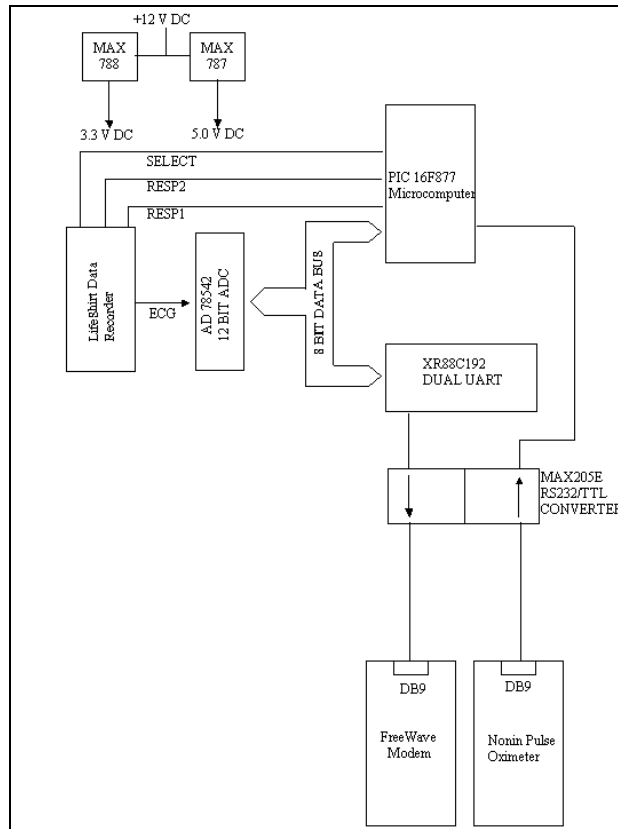 +12 V DC
MAX
788
MAX
787
3.3 V DC
5.0 V DC
SELECT
RESP2
RESP1
PIC 16F877
Microcomputer
LifeShirt Data
Recorder
ECG
AD 78542
12 BIT ADC
8 BIT DATA BUS
XR88C192
DUAL UART
MAX205E
RS232/TTL
CONVERTER
DB9
FreeWave
Modem
DB9
Nonin Pulse
Oximeter